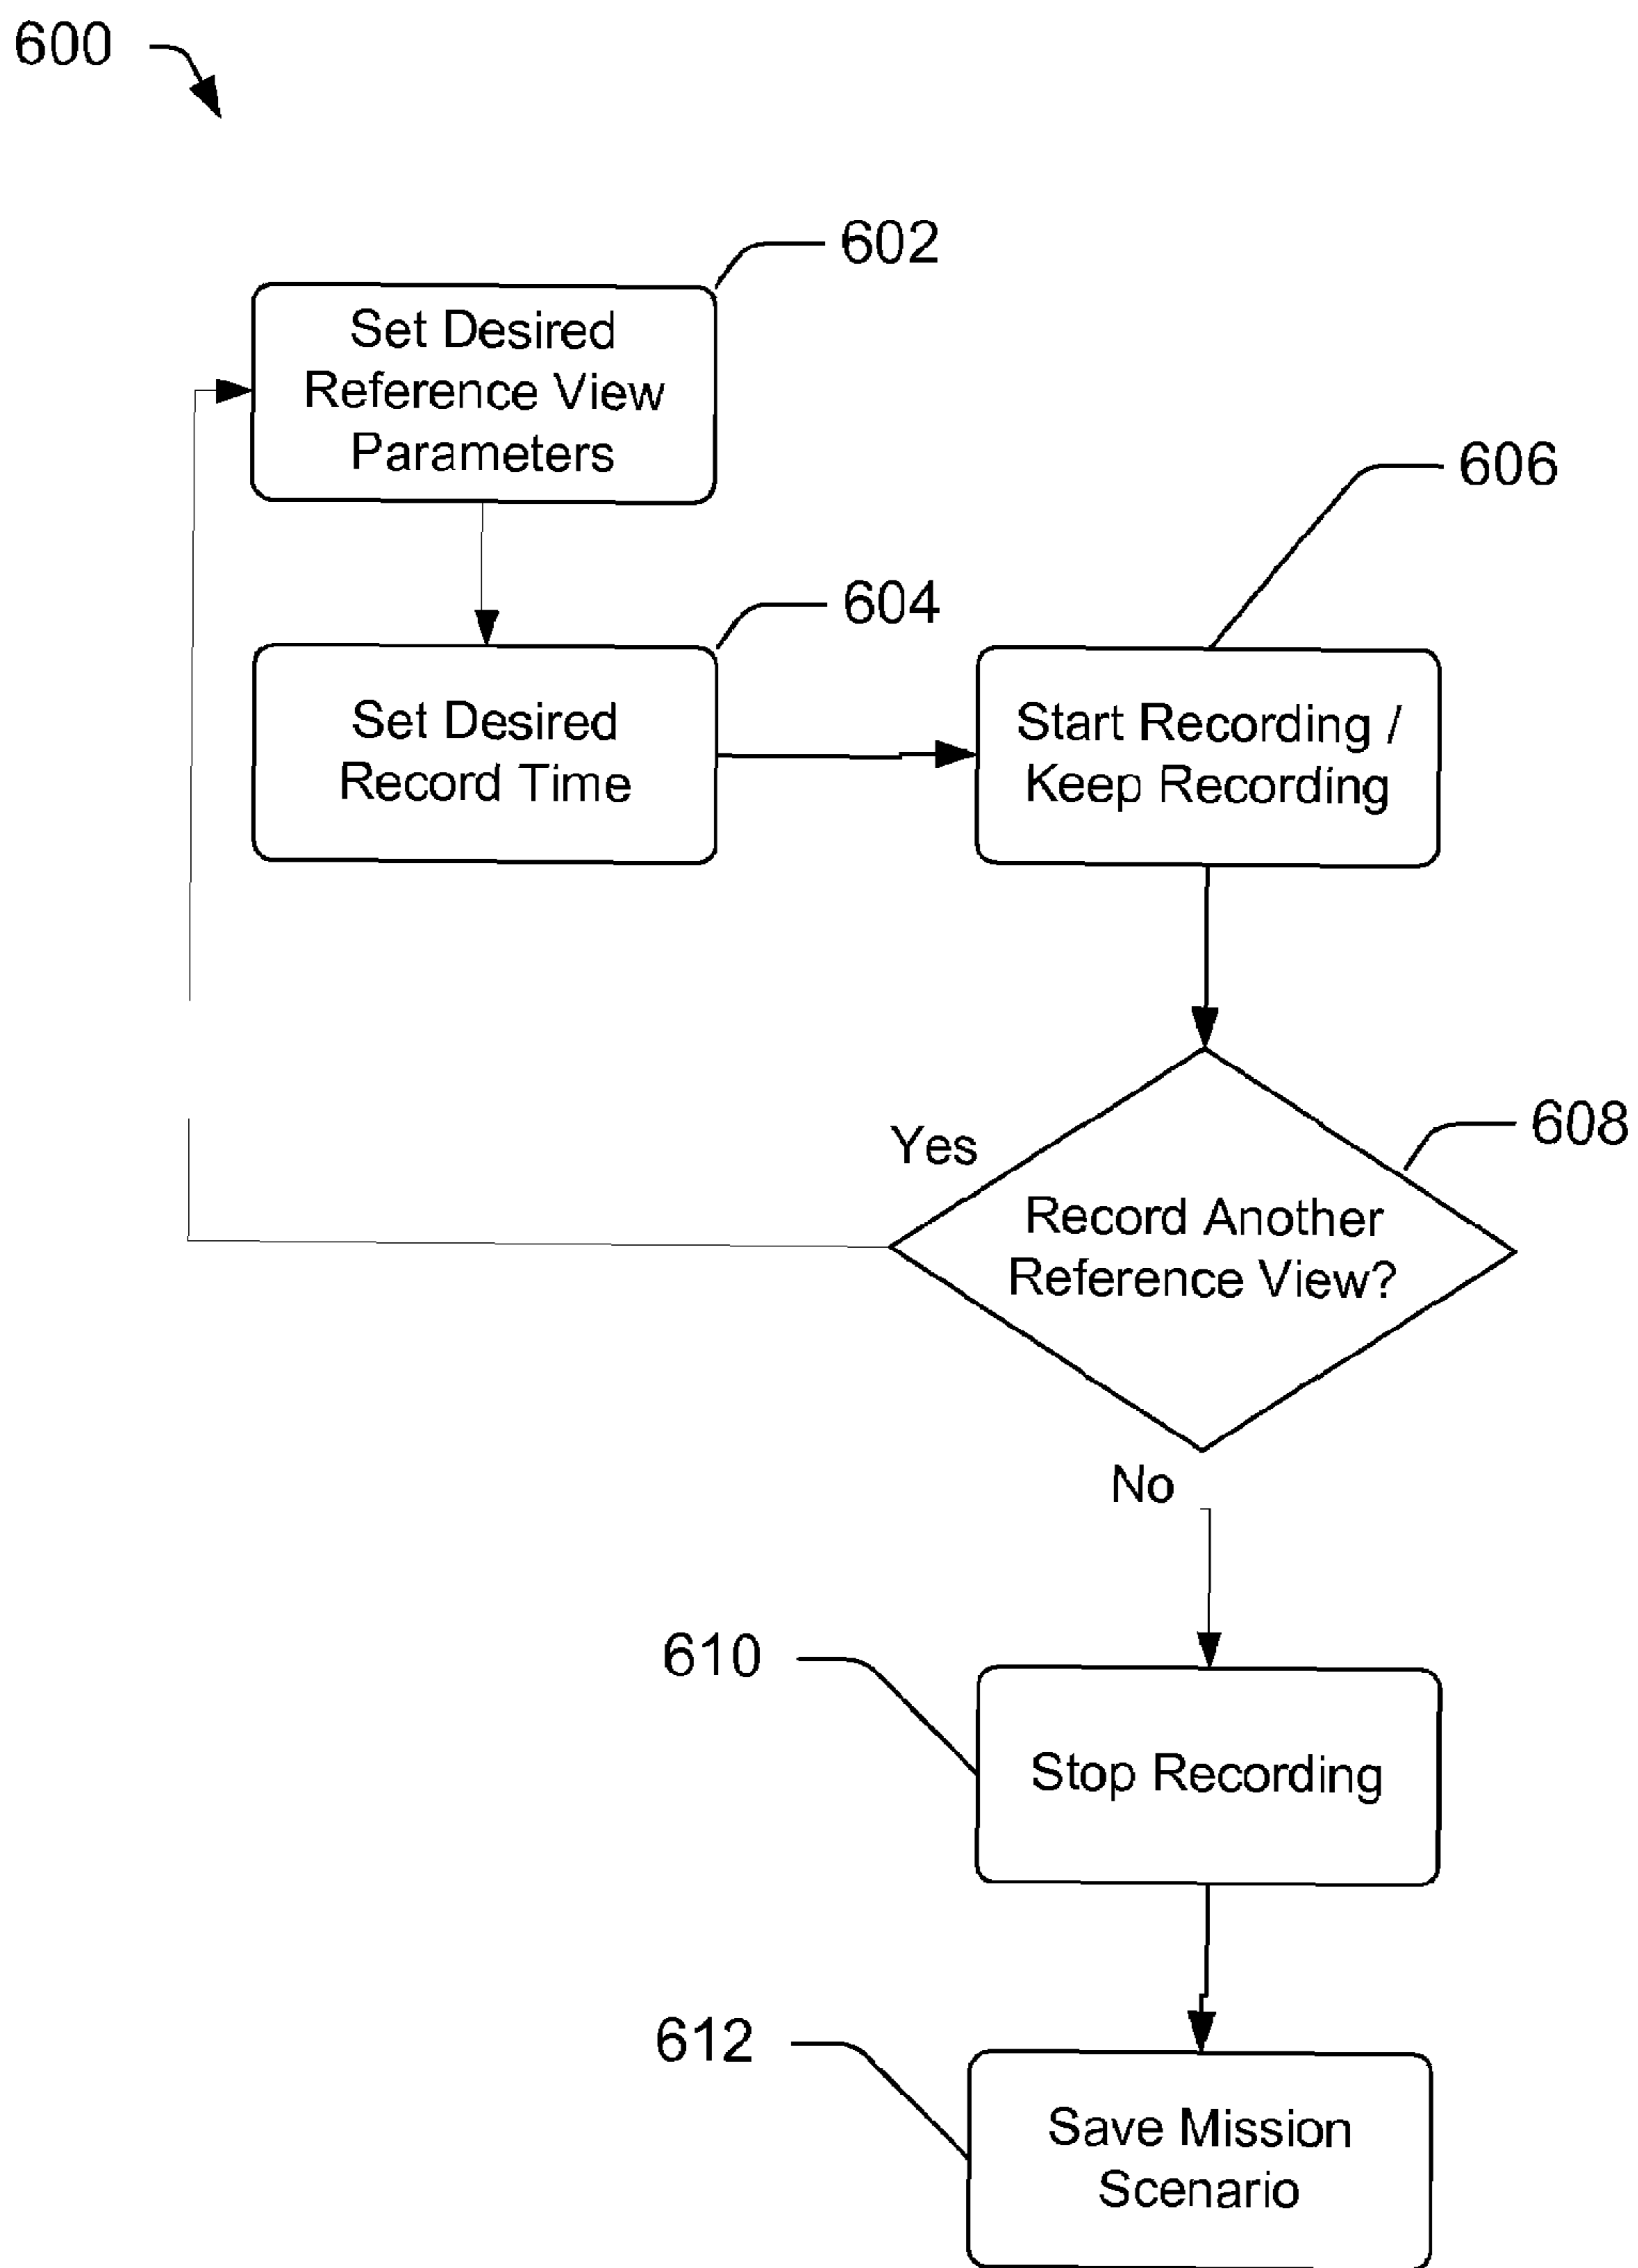 600
602
Set Desired
Reference View
Parameters
606
604
Set Desired
Record Time
Start Recording /
Keep Recording
608
Yes
Record Another
Reference View?
No
610
Stop Recording
612
Save Mission
Scenario